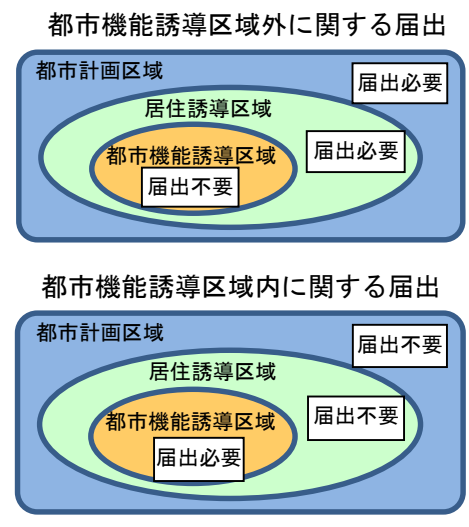 都市機能誘導区域外に関する届出
都市計画区域
届出必要
居住誘導区域
届出必要
都市機能誘導区域
届出不要
都市機能誘導区域内に関する届出
都市計画区域
届出不要
居住誘導区域
届出不要
都市機能誘導区域
届出必要